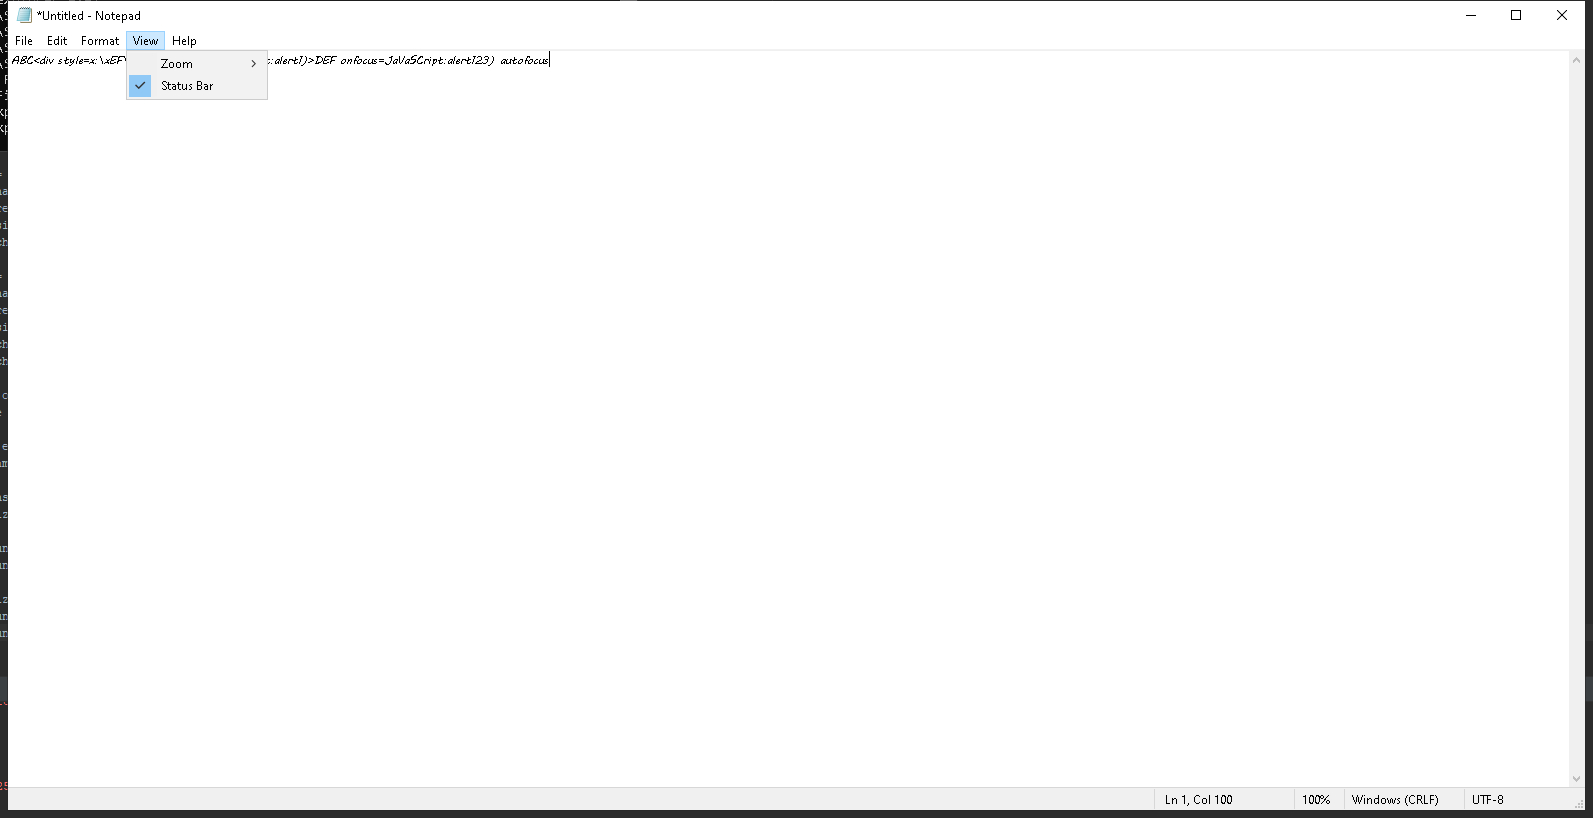 *Untitled - Notepad
File Edit Format View Help
ABC<div style=x:\xEF\ :alert1)>DEF onfocus=JaVaSCript:alert123) autofocus
Zoom
Status Bar
Ln 1, Col 100 100% Windows (CRLF) UTF-8